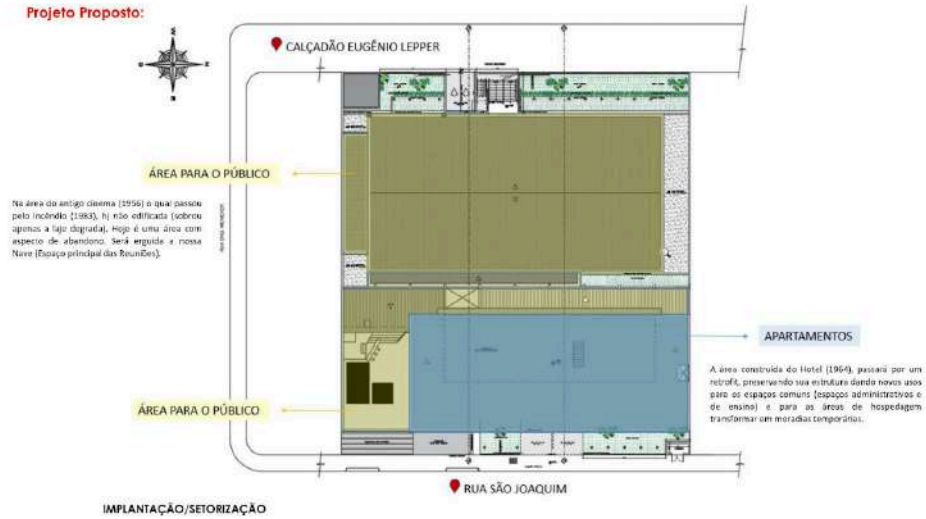 Projeto Proposto:
CALÇADÃO EUGÊNIO LEPPER
ÁREA PARA O PÚBLICO
Na área do antigo cinema (1956) o qual passou
pelo incêndio (1983), hj não edificada (sobrou
apenas a laje degradada). Hoje é uma área com
aspecto de abandono. Será erguida a nossa
Nave (Espaço principal das Reuniões).
APARTAMENTOS
A área construída do Hotel (1964), passará por um
retrofit, preservando sua estrutura dando novos usos
para os espaços comuns (espaços administrativos e
de ensino) e para as áreas de hospedagem
transformar em moradias temporárias.
ÁREA PARA O PÚBLICO
RUA SÃO JOAQUIM
IMPLANTAÇÃO/SETORIZAÇÃO